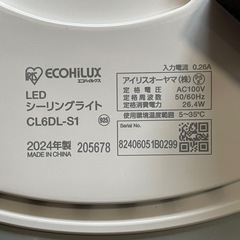 入力電流 0.26A
ECOHiLUX
エコハイルクス
LED
シーリングライト
CL6DL-S1
925
2024年製 205678
MADE IN CHINA
アイリスオーヤマ(株)
定格電圧 AC100V
定格周波数 50/60Hz
定格消費電力 26.4W
使用環境温度範囲 5~35℃
Serial No.
82406051B0299